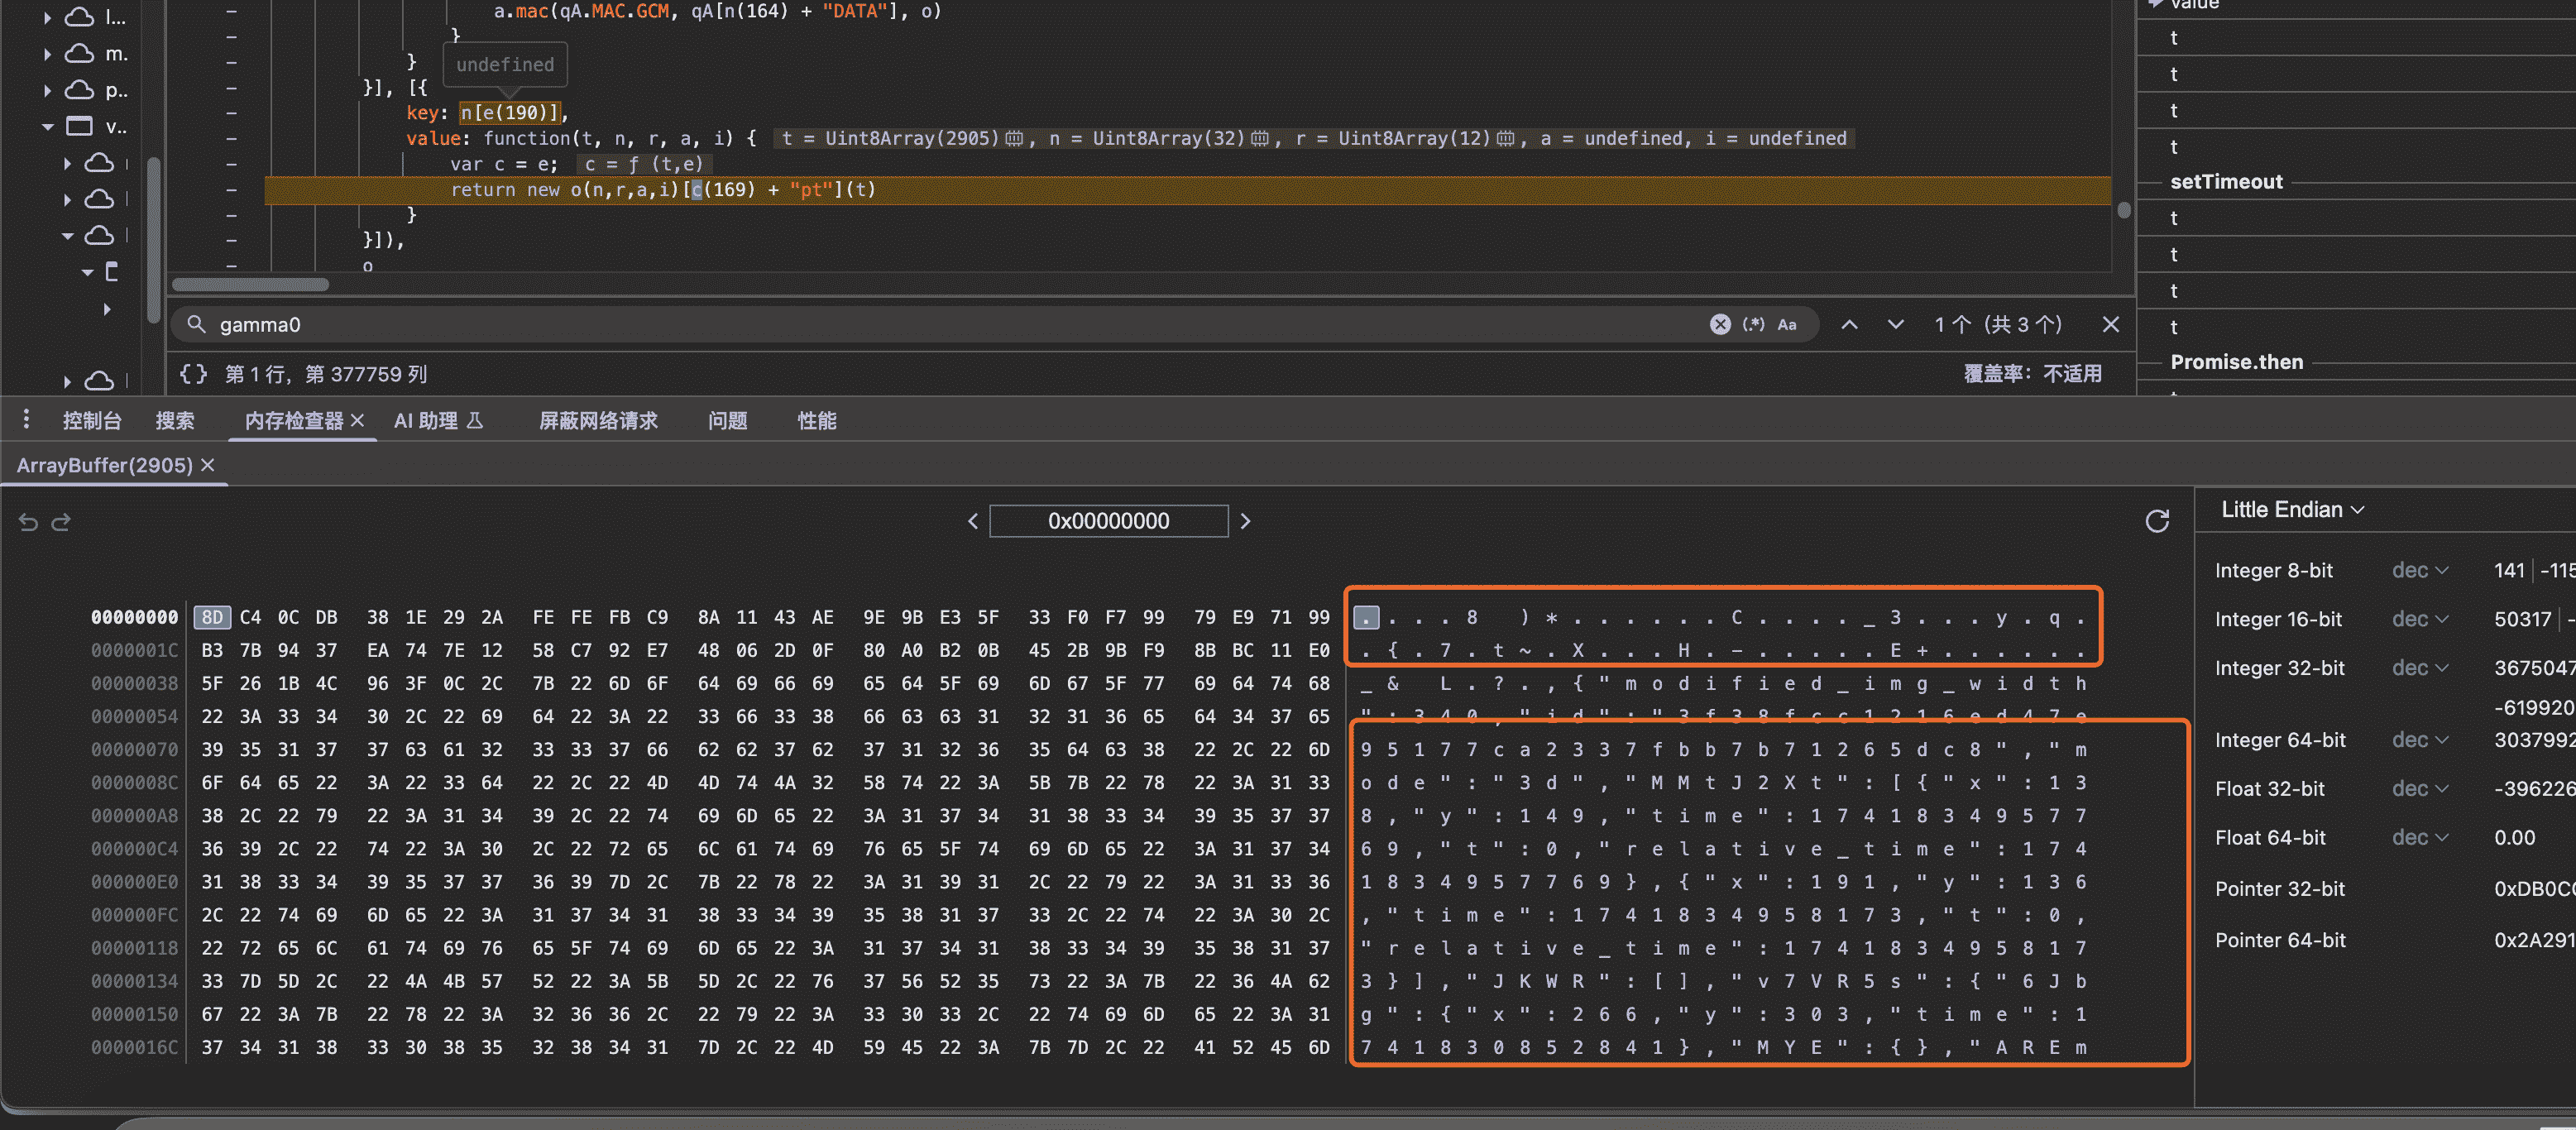 a.mac(qA.MAC.GCM, qA[n(164) + "DATA"], o)
}
}
undefined
}], [{
key: n[e(190)],
value: function(t, n, r, a, i) { t = Uint8Array(2905), n = Uint8Array(32), r = Uint8Array(12), a = undefined, i = undefined
var c = e; c = ƒ (t,e)
return new o(n,r,a,i)[c(169) + "pt"](t)
}
}]),
o
l...
m.
p..
v..
value
t
t
t
t
setTimeout
t
t
t
t
Promise.then
gamma0
(.*) Aa
1 个 (共 3 个)
{} 第 1 行，第 377759 列
覆盖率：不适用
控制台 搜索 内存检查器 AI 助理 屏蔽网络请求 问题 性能
ArrayBuffer(2905)
0x00000000
Little Endian
00000000 8D C4 0C DB 38 1E 29 2A FE FE FB C9 8A 11 43 AE 9E 9B E3 5F 33 F0 F7 99 79 E9 71 99 . . . . 8 ) * . . . . . . C . . . . _ 3 . . . y . q .
0000001C B3 7B 94 37 EA 74 7E 12 58 C7 92 E7 48 06 2D 0F 80 A0 B2 0B 45 2B 9B F9 8B BC 11 E0 . { . 7 . t ~ . X . . . H . - . . . . . E + . . . . . .
00000038 5F 26 1B 4C 96 3F 0C 2C 7B 22 6D 6F 64 69 66 69 65 64 5F 69 6D 67 5F 77 69 64 74 68 _ & L . ? . , { " m o d i f i e d _ i m g _ w i d t h
00000054 22 3A 33 34 30 2C 22 69 64 22 3A 22 33 66 33 38 66 63 63 31 32 31 36 65 64 34 37 65 " : 3 4 0 , " i d " : " 3 f 3 8 f c c 1 2 1 6 e d 4 7 e
00000070 39 35 31 37 37 63 61 32 33 33 37 66 62 62 37 62 37 31 32 36 35 64 63 38 22 2C 22 6D 9 5 1 7 7 c a 2 3 3 7 f b b 7 b 7 1 2 6 5 d c 8 " , " m
0000008C 6F 64 65 22 3A 22 33 64 22 2C 22 4D 4D 74 4A 32 58 74 22 3A 5B 7B 22 78 22 3A 31 33 o d e " : " 3 d " , " M M t J 2 X t " : [ { " x " : 1 3
000000A8 38 2C 22 79 22 3A 31 34 39 2C 22 74 69 6D 65 22 3A 31 37 34 31 38 33 34 39 35 37 37 8 , " y " : 1 4 9 , " t i m e " : 1 7 4 1 8 3 4 9 5 7 7
000000C4 36 39 2C 22 74 22 3A 30 2C 22 72 65 6C 61 74 69 76 65 5F 74 69 6D 65 22 3A 31 37 34 6 9 , " t " : 0 , " r e l a t i v e _ t i m e " : 1 7 4
000000E0 31 38 33 34 39 35 37 37 36 39 7D 2C 7B 22 78 22 3A 31 39 31 2C 22 79 22 3A 31 33 36 1 8 3 4 9 5 7 7 6 9 } , { " x " : 1 9 1 , " y " : 1 3 6
000000FC 2C 22 74 69 6D 65 22 3A 31 37 34 31 38 33 34 39 35 38 31 37 33 2C 22 74 22 3A 30 2C , " t i m e " : 1 7 4 1 8 3 4 9 5 8 1 7 3 , " t " : 0 ,
00000118 22 72 65 6C 61 74 69 76 65 5F 74 69 6D 65 22 3A 31 37 34 31 38 33 34 39 35 38 31 37 " r e l a t i v e _ t i m e " : 1 7 4 1 8 3 4 9 5 8 1 7
00000134 33 7D 5D 2C 22 4A 4B 57 52 22 3A 5B 5D 2C 22 76 37 56 52 35 73 22 3A 7B 22 36 4A 62 3 } ] , " J K W R " : [ ] , " v 7 V R 5 s " : { " 6 J b
00000150 67 22 3A 7B 22 78 22 3A 32 36 36 2C 22 79 22 3A 33 30 33 2C 22 74 69 6D 65 22 3A 31 g " : { " x " : 2 6 6 , " y " : 3 0 3 , " t i m e " : 1
0000016C 37 34 31 38 33 30 38 35 32 38 34 31 7D 2C 22 4D 59 45 22 3A 7B 7D 2C 22 41 52 45 6D 7 4 1 8 3 0 8 5 2 8 4 1 } , " M Y E " : { } , " A R E m
Integer 8-bit dec 141 -115
Integer 16-bit dec 50317 -
Integer 32-bit dec 3675047
-619920
Integer 64-bit dec 3037992
Float 32-bit dec -396226
Float 64-bit dec 0.00
Pointer 32-bit 0xDB0C
Pointer 64-bit 0x2A291